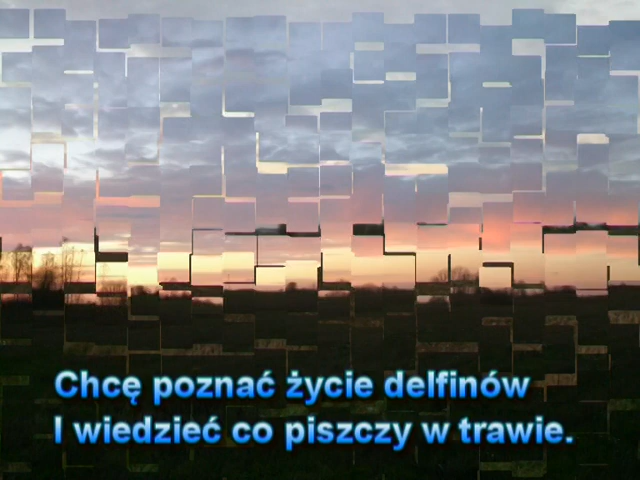 Chcę poznać życie delfinów
I wiedzieć co piszczy w trawie.